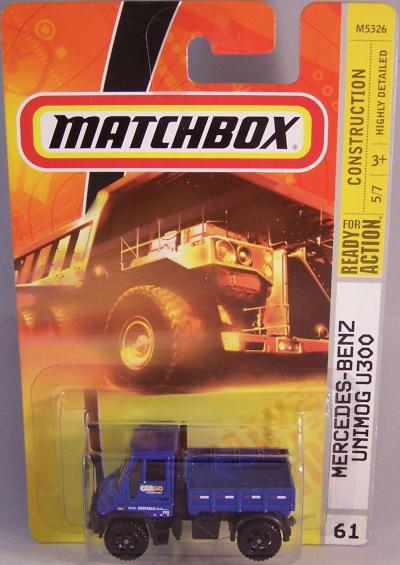 M5326
MATCHBOX
CONSTRUCTION
HIGHLY DETAILED
5/7
3+
READY FOR
ACTION
MERCEDES-BENZ
UNIMOG U300
61
CARGO